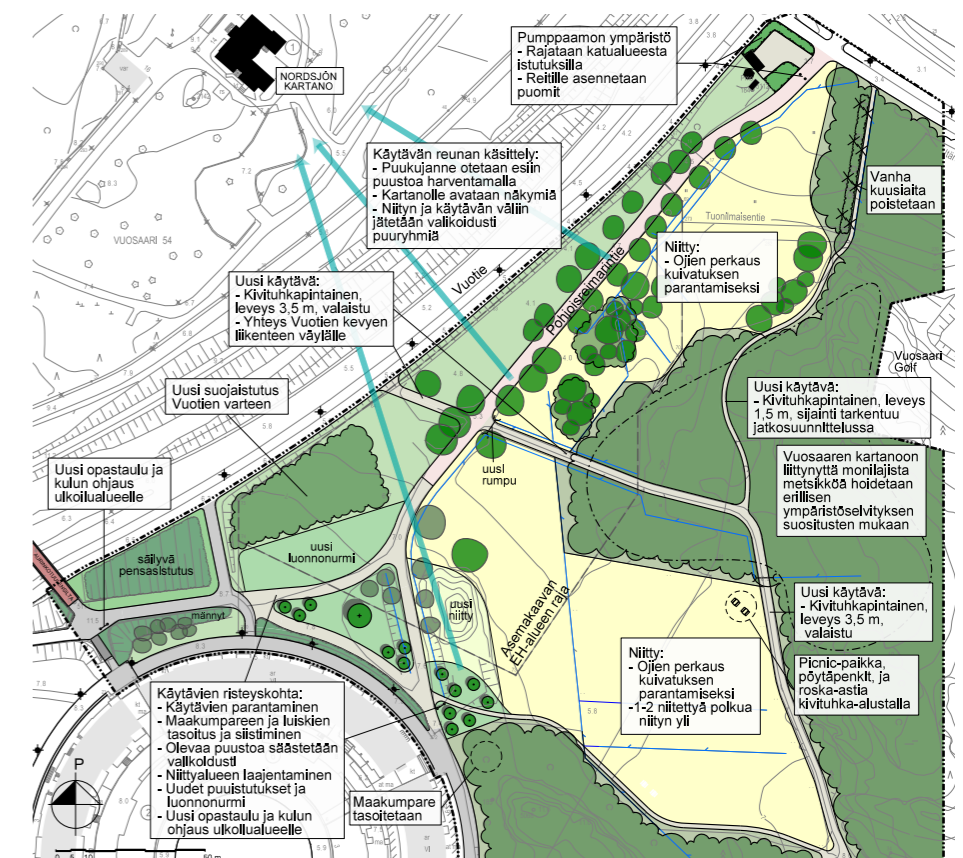 Pumppaamon ympäristö
- Rajataan katualueesta
istutuksilla
- Reitille asennetaan
puomit
NORDSJÖN
KARTANO
1
Käytävän reunan käsittely:
- Puukujanne otetaan esiin
puustoa harventamalla
- Kartanolle avataan näkymiä
- Niityn ja käytävän väliin
jätetään valikoidusti
puuryhmiä
Vanha
kuusiaita
poistetaan
Tuonilmaisentie
VUOSAARI 54
Niitty:
- Ojien perkaus
kuivatuksen
parantamiseksi
Vuotie
Pohjoisreimarintie
Uusi käytävä:
- Kivituhkapintainen,
leveys 3,5 m, valaistu
- Yhteys Vuotien kevyen
liikenteen väylälle
Vuosaari
Golf
Uusi suojaistutus
Vuotien varteen
Uusi käytävä:
- Kivituhkapintainen, leveys
1,5 m, sijainti tarkentuu
jatkosuunnittelussa
Uusi opastaulu ja
kulun ohjaus
ulkoilualueelle
uusi
rumpu
Vuosaaren kartanoon
liittynyttä monilajista
metsikköä hoidetaan
erillisen
ympäristöselvityksen
suositusten mukaan
säilyvä
pensasistutus
uusi
luonnonurmi
uusi
niitty
Asemakaavan
EH-alueen raja
männyt
Uusi käytävä:
- Kivituhkapintainen,
leveys 3,5 m,
valaistu
Niitty:
- Ojien perkaus
kuivatuksen
parantamiseksi
-1-2 niitettyä polkua
niityn yli
Picnic-paikka,
pöytäpenkit, ja
roska-astia
kivituhka-alustalla
Käytävien risteyskohta:
- Käytävien parantaminen
- Maakumpareen ja luiskien
tasoitus ja siistiminen
- Olevaa puustoa säästetään
valikoidusti
- Niittyalueen laajentaminen
- Uudet puuistutukset ja
luonnonurmi
- Uusi opastaulu ja kulun
ohjaus ulkoilualueelle
Maakumpare
tasoitetaan
P
0 5 10 50 m